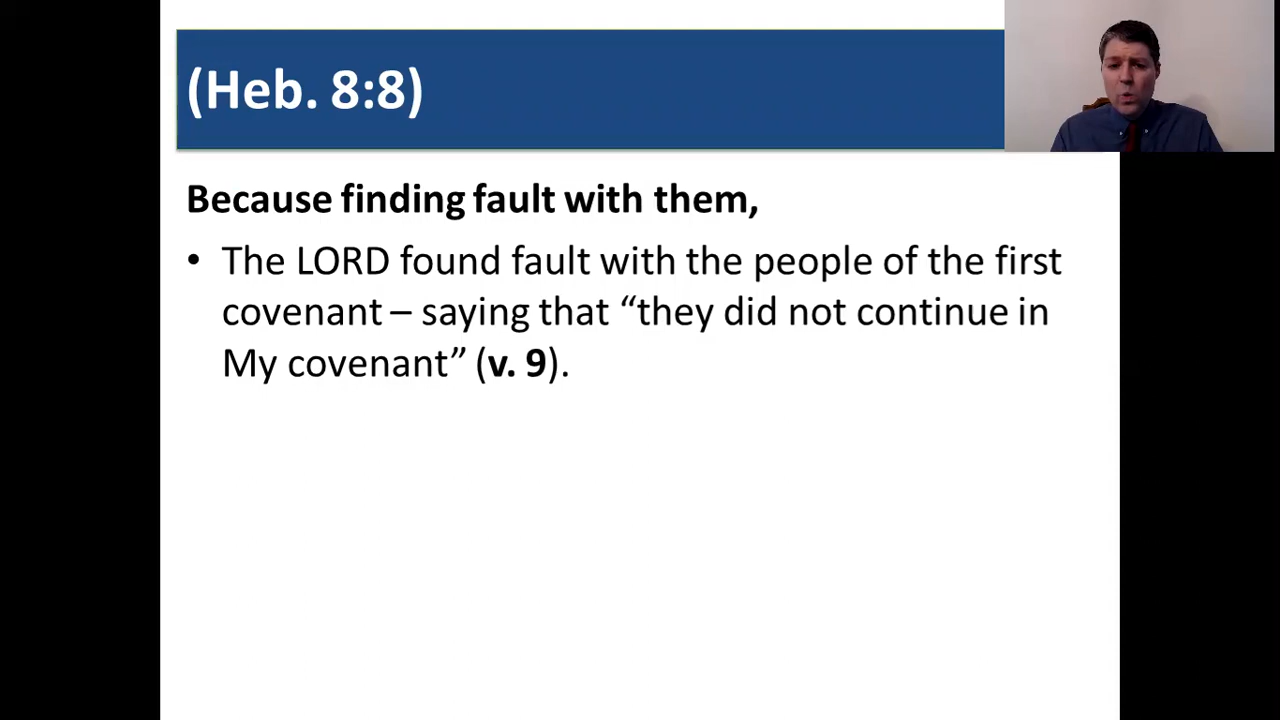 (Heb. 8:8)
Because finding fault with them,
• The LORD found fault with the people of the first
covenant – saying that “they did not continue in
My covenant” (v. 9).